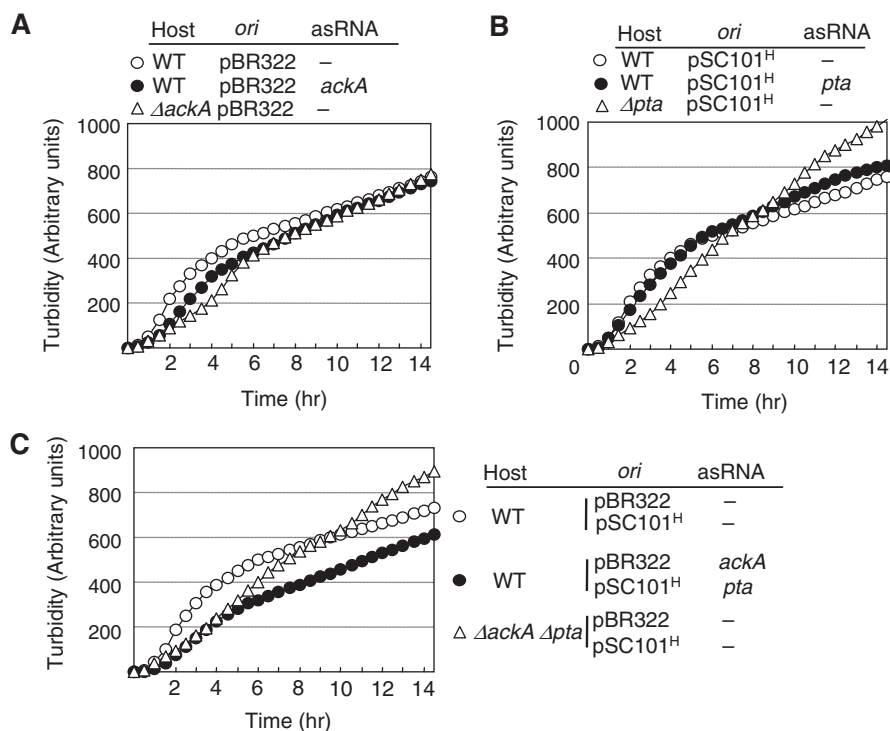 A
Host ori asRNA
○ WT pBR322 –
● WT pBR322 ackA
△ ΔackA pBR322 –
1000
800
600
400
200
2 4 6 8 10 12 14
Turbidity (Arbitrary units)
Time (hr)
B
Host ori asRNA
○ WT pSC101H –
● WT pSC101H pta
△ Δpta pSC101H –
1000
800
600
400
200
0 2 4 6 8 10 12 14
Turbidity (Arbitrary units)
Time (hr)
C
1000
800
600
400
200
2 4 6 8 10 12 14
Turbidity (Arbitrary units)
Time (hr)
Host ori asRNA
○ WT pBR322 –
pSC101H –
● WT pBR322 ackA
pSC101H pta
△ ΔackA Δpta pBR322 –
pSC101H –